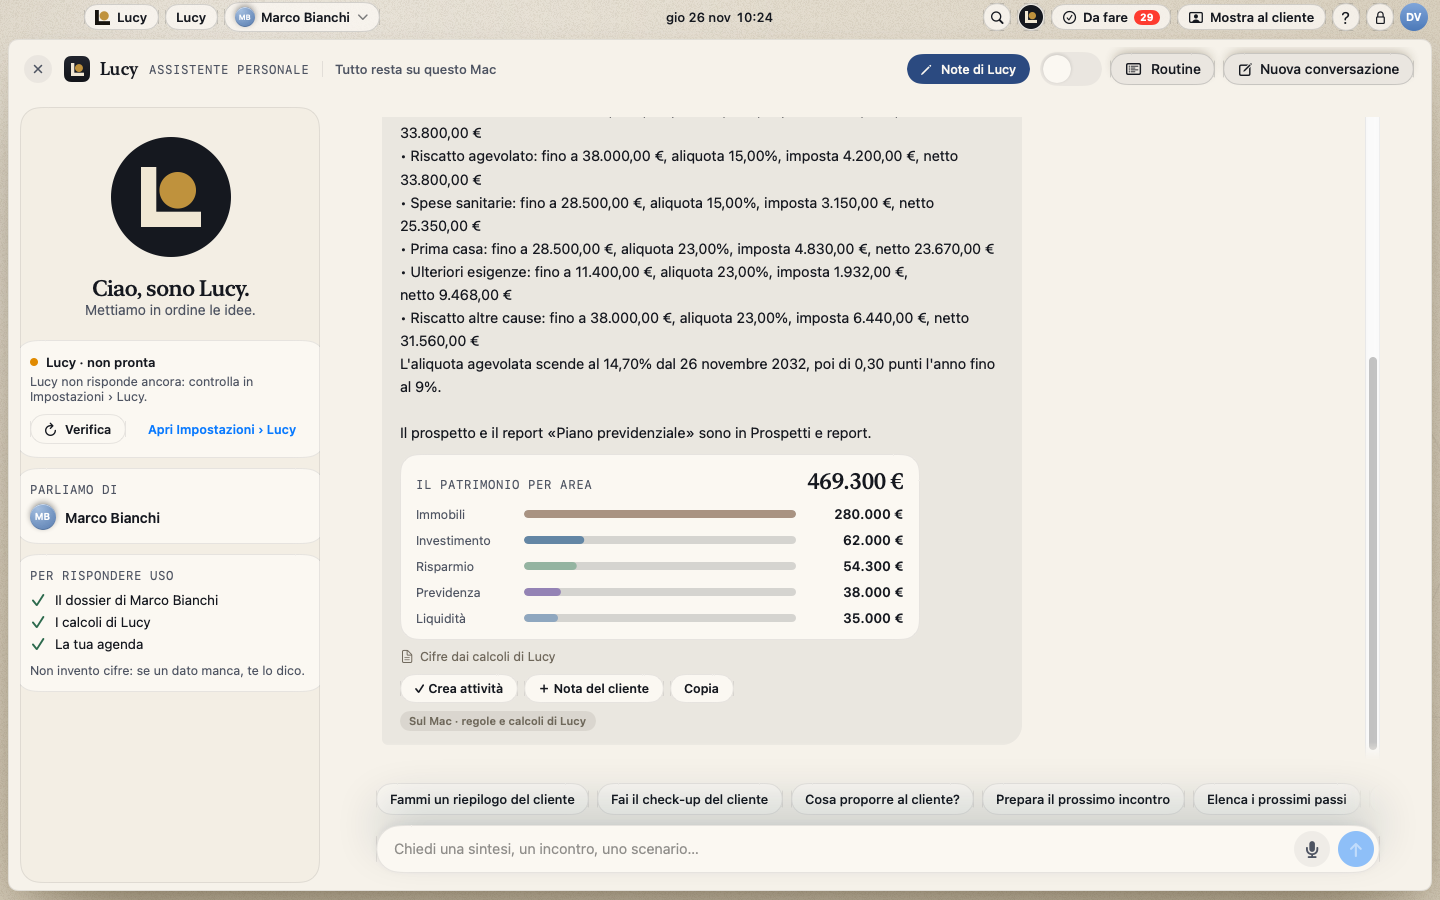 Lucy
Lucy
MB Marco Bianchi
gio 26 nov 10:24
Da fare 29
Mostra al cliente
?
DV
Lucy ASSISTENTE PERSONALE
Tutto resta su questo Mac
Note di Lucy
Routine
Nuova conversazione
Ciao, sono Lucy.
Mettiamo in ordine le idee.
Lucy · non pronta
Lucy non risponde ancora: controlla in
Impostazioni › Lucy.
Verifica
Apri Impostazioni › Lucy
PARLIAMO DI
MB Marco Bianchi
PER RISPONDERE USO
Il dossier di Marco Bianchi
I calcoli di Lucy
La tua agenda
Non invento cifre: se un dato manca, te lo dico.
33.800,00 €
• Riscatto agevolato: fino a 38.000,00 €, aliquota 15,00%, imposta 4.200,00 €, netto
33.800,00 €
• Spese sanitarie: fino a 28.500,00 €, aliquota 15,00%, imposta 3.150,00 €, netto
25.350,00 €
• Prima casa: fino a 28.500,00 €, aliquota 23,00%, imposta 4.830,00 €, netto 23.670,00 €
• Ulteriori esigenze: fino a 11.400,00 €, aliquota 23,00%, imposta 1.932,00 €,
netto 9.468,00 €
• Riscatto altre cause: fino a 38.000,00 €, aliquota 23,00%, imposta 6.440,00 €, netto
31.560,00 €
L'aliquota agevolata scende al 14,70% dal 26 novembre 2032, poi di 0,30 punti l'anno fino
al 9%.
Il prospetto e il report «Piano previdenziale» sono in Prospetti e report.
IL PATRIMONIO PER AREA 469.300 €
Immobili 280.000 €
Investimento 62.000 €
Risparmio 54.300 €
Previdenza 38.000 €
Liquidità 35.000 €
Cifre dai calcoli di Lucy
Crea attività
+ Nota del cliente
Copia
Sul Mac · regole e calcoli di Lucy
Fammi un riepilogo del cliente
Fai il check-up del cliente
Cosa proporre al cliente?
Prepara il prossimo incontro
Elenca i prossimi passi
Chiedi una sintesi, un incontro, uno scenario...